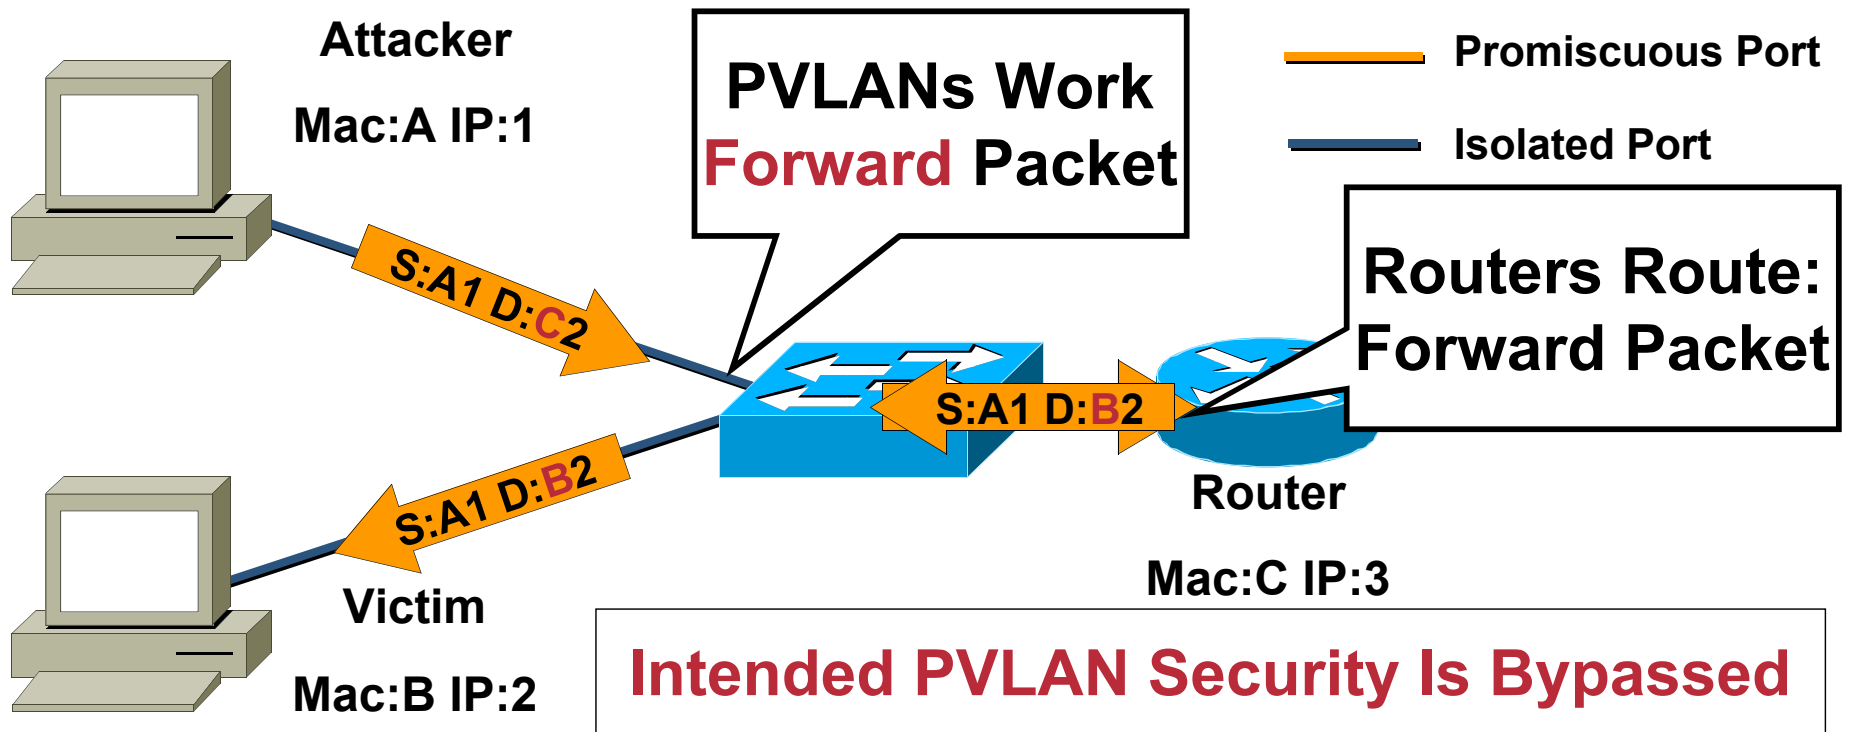 Attacker
Mac:A IP:1
PVLANs Work
Forward Packet
Promiscuous Port
Isolated Port
Routers Route:
Forward Packet
S:A1 D:C2
S:A1 D:B2
S:A1 D:B2
Router
Mac:C IP:3
Victim
Mac:B IP:2
Intended PVLAN Security Is Bypassed